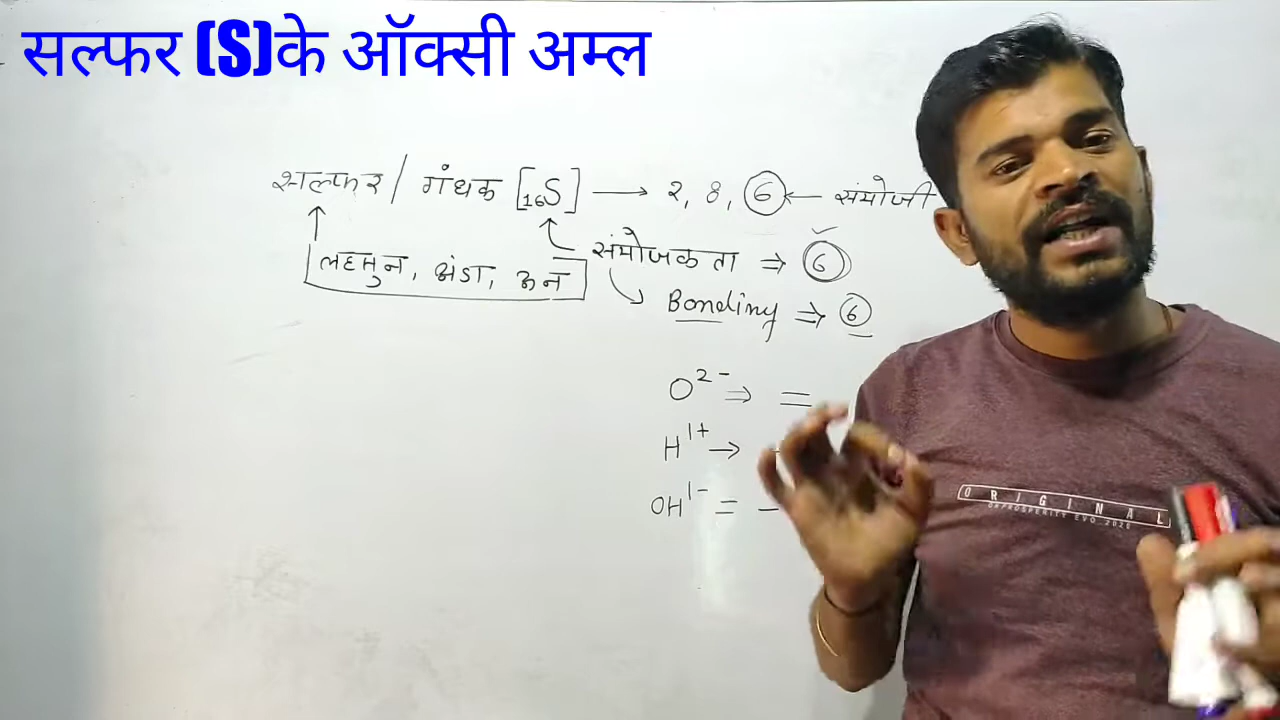 सल्फर (S)के ऑक्सी अम्ल
सल्फर / गंधक [₁₆S] → 2, 8, 6 ← संयोजी
लहसुन, अंडा, ऊन
संयोजकता ⇒ 6
Bonding ⇒ 6
O²⁻ ⇒ =
H¹⁺ → -
OH¹⁻ = -
ORIGINAL